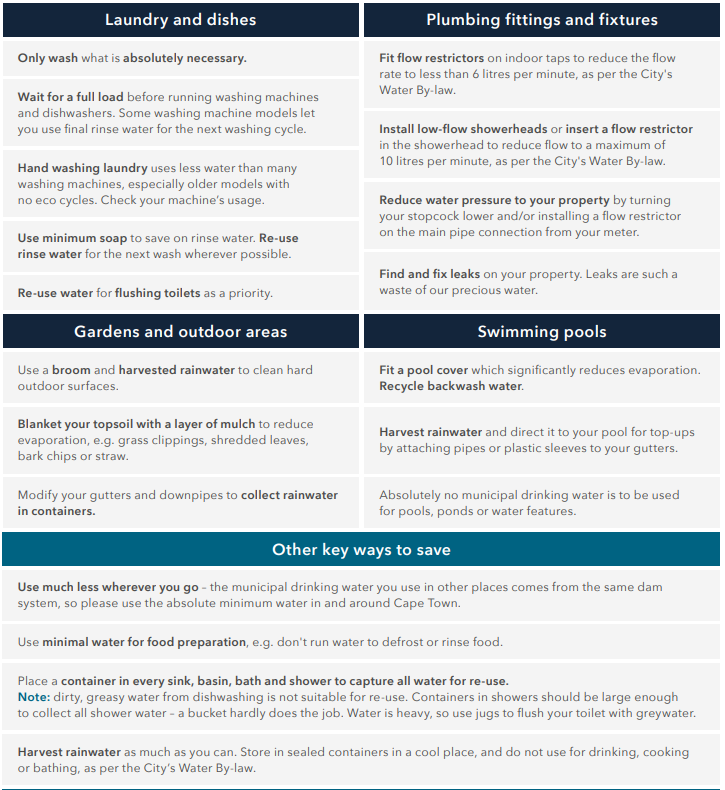 Laundry and dishes
Only wash what is absolutely necessary.
Wait for a full load before running washing machines
and dishwashers. Some washing machine models let
you use final rinse water for the next washing cycle.
Hand washing laundry uses less water than many
washing machines, especially older models with
no eco cycles. Check your machine's usage.
Use minimum soap to save on rinse water. Re-use
rinse water for the next wash wherever possible.
Re-use water for flushing toilets as a priority.
Plumbing fittings and fixtures
Fit flow restrictors on indoor taps to reduce the flow
rate to less than 6 litres per minute, as per the City's
Water By-law.
Install low-flow showerheads or insert a flow restrictor
in the showerhead to reduce flow to a maximum of
10 litres per minute, as per the City's Water By-law.
Reduce water pressure to your property by turning
your stopcock lower and/or installing a flow restrictor
on the main pipe connection from your meter.
Find and fix leaks on your property. Leaks are such a
waste of our precious water.
Gardens and outdoor areas
Use a broom and harvested rainwater to clean hard
outdoor surfaces.
Blanket your topsoil with a layer of mulch to reduce
evaporation, e.g. grass clippings, shredded leaves,
bark chips or straw.
Modify your gutters and downpipes to collect rainwater
in containers.
Swimming pools
Fit a pool cover which significantly reduces evaporation.
Recycle backwash water.
Harvest rainwater and direct it to your pool for top-ups
by attaching pipes or plastic sleeves to your gutters.
Absolutely no municipal drinking water is to be used
for pools, ponds or water features.
Other key ways to save
Use much less wherever you go – the municipal drinking water you use in other places comes from the same dam
system, so please use the absolute minimum water in and around Cape Town.
Use minimal water for food preparation, e.g. don't run water to defrost or rinse food.
Place a container in every sink, basin, bath and shower to capture all water for re-use.
Note: dirty, greasy water from dishwashing is not suitable for re-use. Containers in showers should be large enough
to collect all shower water – a bucket hardly does the job. Water is heavy, so use jugs to flush your toilet with greywater.
Harvest rainwater as much as you can. Store in sealed containers in a cool place, and do not use for drinking, cooking
or bathing, as per the City's Water By-law.